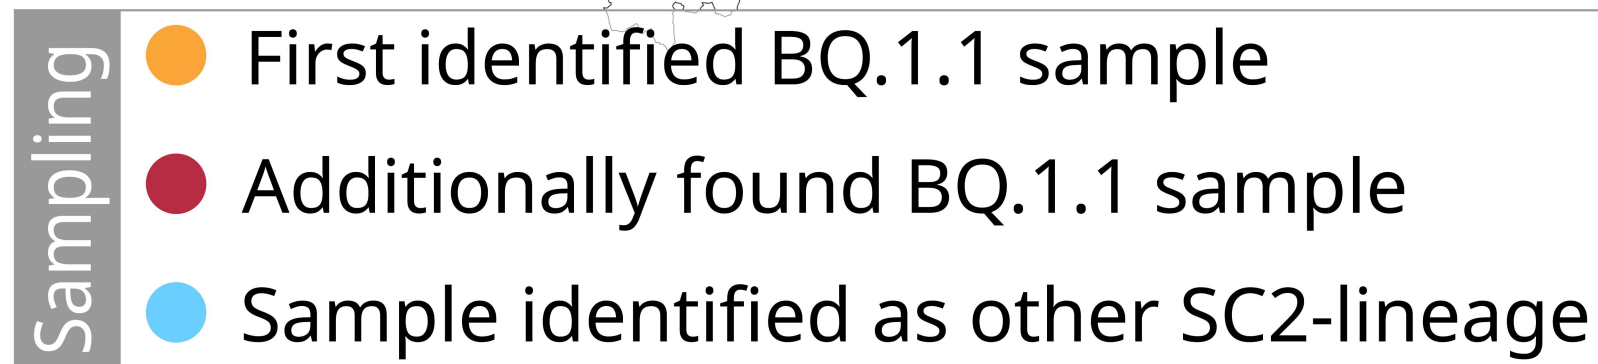 Sampling
First identified BQ.1.1 sample
Additionally found BQ.1.1 sample
Sample identified as other SC2-lineage